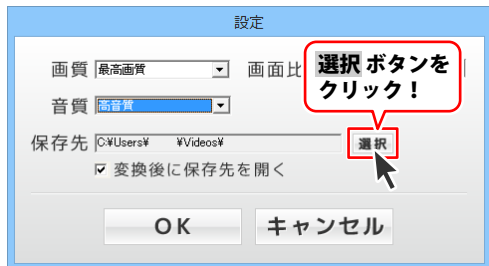 設定
画質 最高画質 画面比
選択 ボタンを
クリック！
音質 高音質
保存先 C:¥Users¥ ¥Videos¥ 選択
変換後に保存先を開く
OK キャンセル